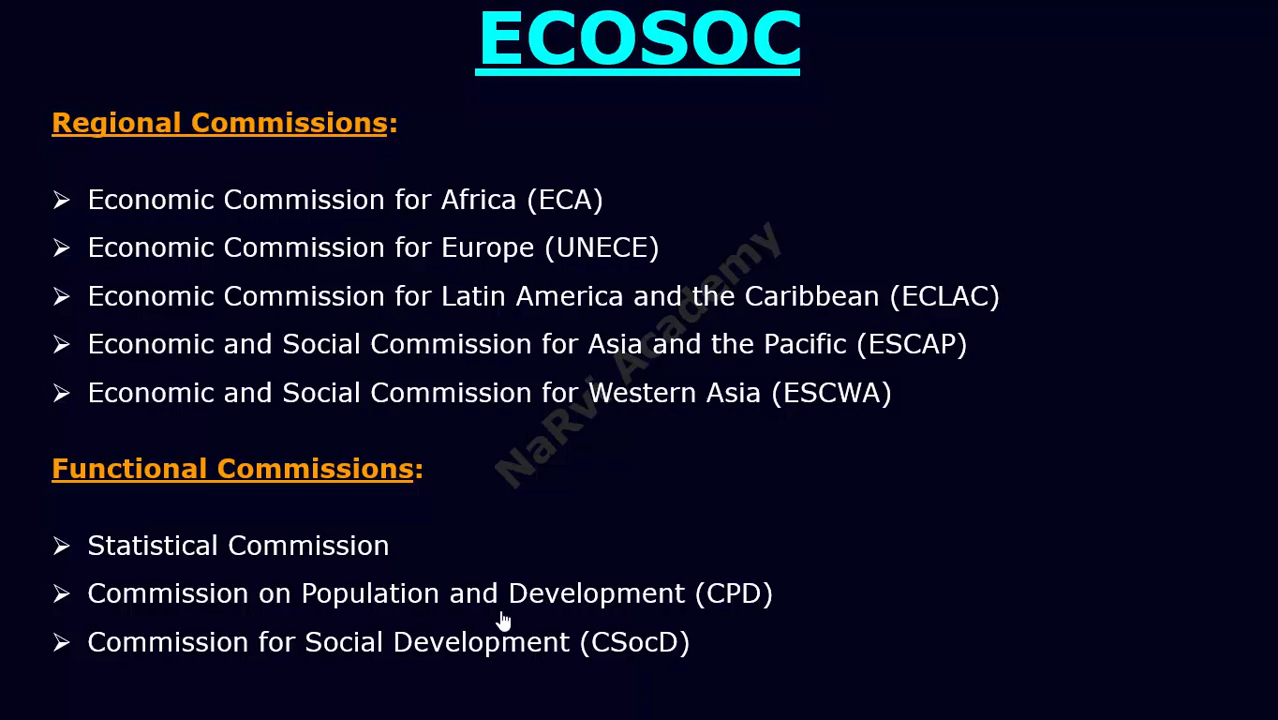 ECOSOC
Regional Commissions:
➢ Economic Commission for Africa (ECA)
➢ Economic Commission for Europe (UNECE)
➢ Economic Commission for Latin America and the Caribbean (ECLAC)
➢ Economic and Social Commission for Asia and the Pacific (ESCAP)
➢ Economic and Social Commission for Western Asia (ESCWA)
Functional Commissions:
➢ Statistical Commission
➢ Commission on Population and Development (CPD)
➢ Commission for Social Development (CSocD)
NaRvi Academy